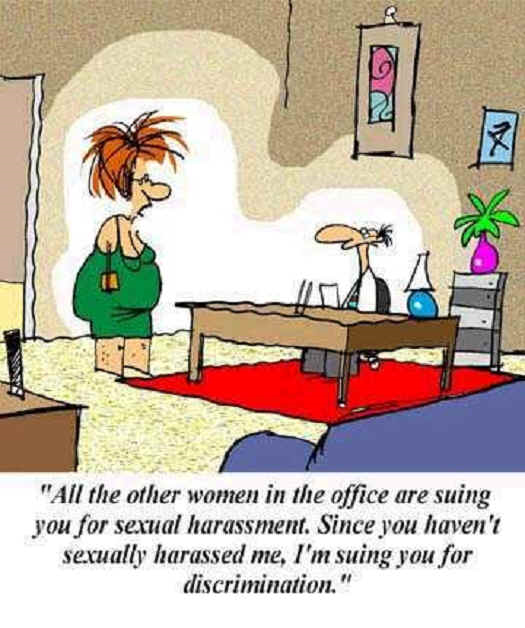 "All the other women in the office are suing
you for sexual harassment. Since you haven't
sexually harassed me, I'm suing you for
discrimination."